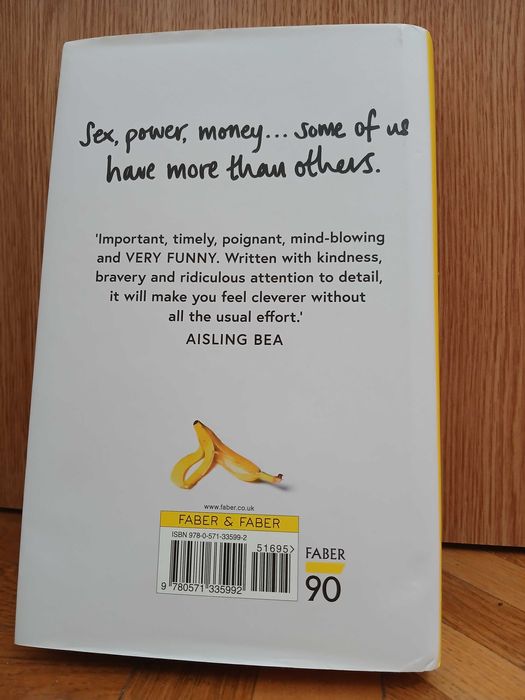 Sex, power, money... some of us
have more than others.
'Important, timely, poignant, mind-blowing
and VERY FUNNY. Written with kindness,
bravery and ridiculous attention to detail,
it will make you feel cleverer without
all the usual effort.'
AISLING BEA
www.faber.co.uk
FABER & FABER
ISBN 978-0-571-33599-2
51695>
9 780571 335992
FABER
90